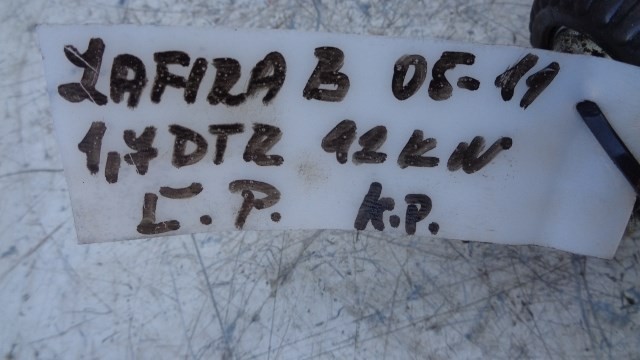 ZAFIRA B 05-11
1,7 DTR 92 KW
L.P. K.P.